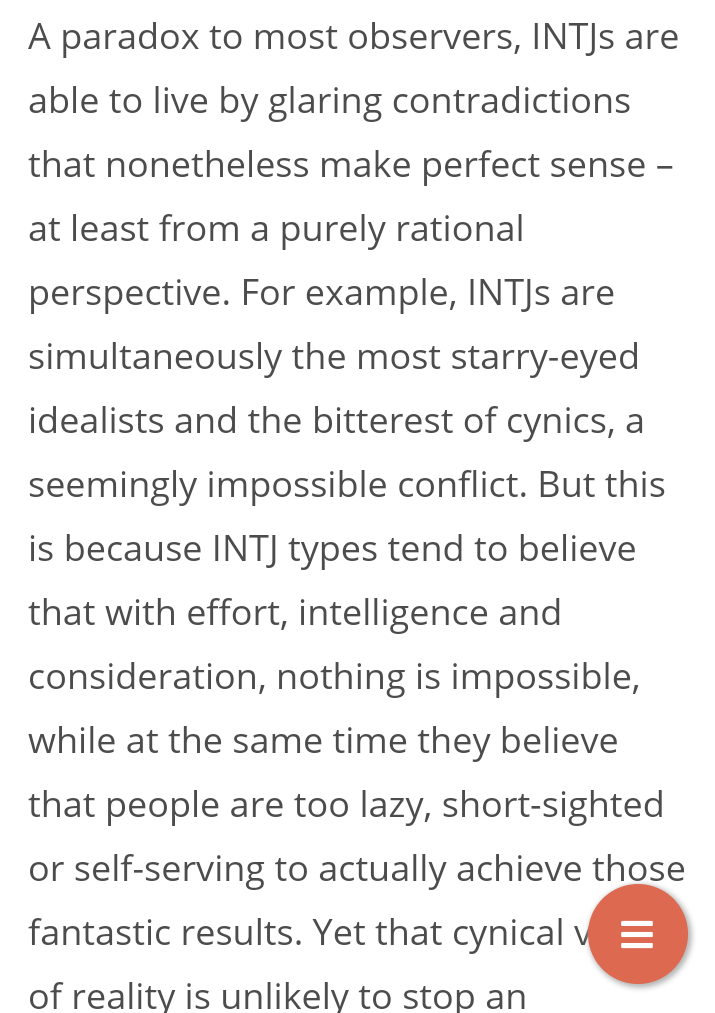 A paradox to most observers, INTJs are
able to live by glaring contradictions
that nonetheless make perfect sense –
at least from a purely rational
perspective. For example, INTJs are
simultaneously the most starry-eyed
idealists and the bitterest of cynics, a
seemingly impossible conflict. But this
is because INTJ types tend to believe
that with effort, intelligence and
consideration, nothing is impossible,
while at the same time they believe
that people are too lazy, short-sighted
or self-serving to actually achieve those
fantastic results. Yet that cynical
of reality is unlikely to stop an